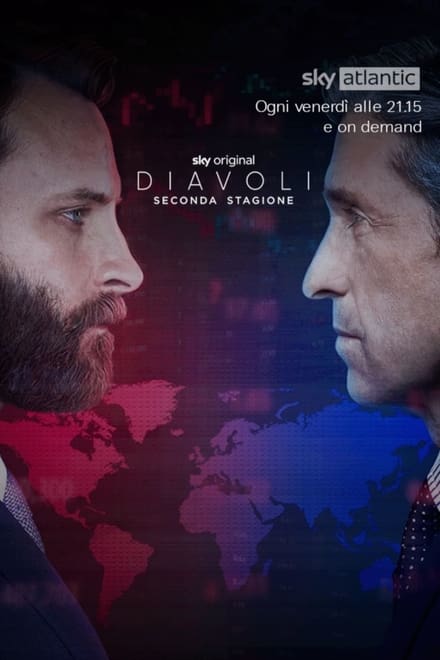 sky atlantic
Ogni venerdì alle 21.15
e on demand
sky original
DIAVOLI
SECONDA STAGIONE